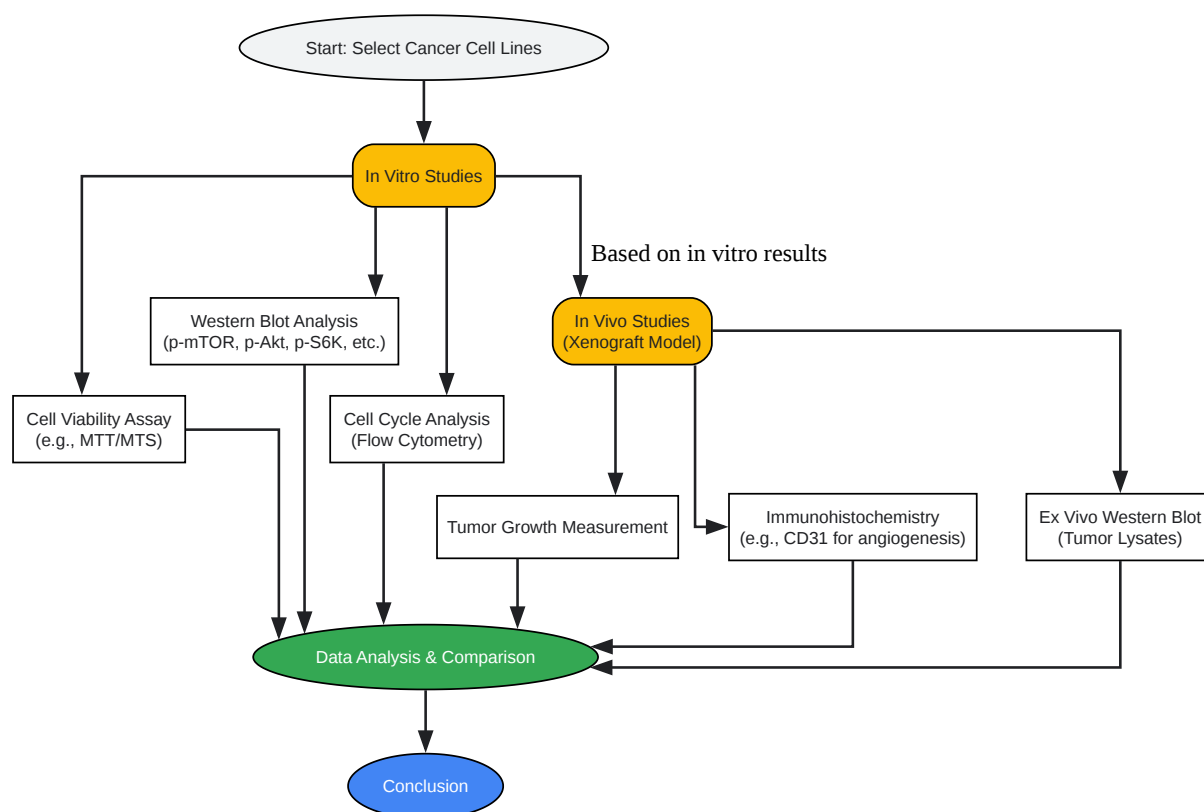 Start: Select Cancer Cell Lines
In Vitro Studies
Based on in vitro results
Western Blot Analysis
(p-mTOR, p-Akt, p-S6K, etc.)
In Vivo Studies
(Xenograft Model)
Cell Viability Assay
(e.g., MTT/MTS)
Cell Cycle Analysis
(Flow Cytometry)
Tumor Growth Measurement
Immunohistochemistry
(e.g., CD31 for angiogenesis)
Ex Vivo Western Blot
(Tumor Lysates)
Data Analysis & Comparison
Conclusion